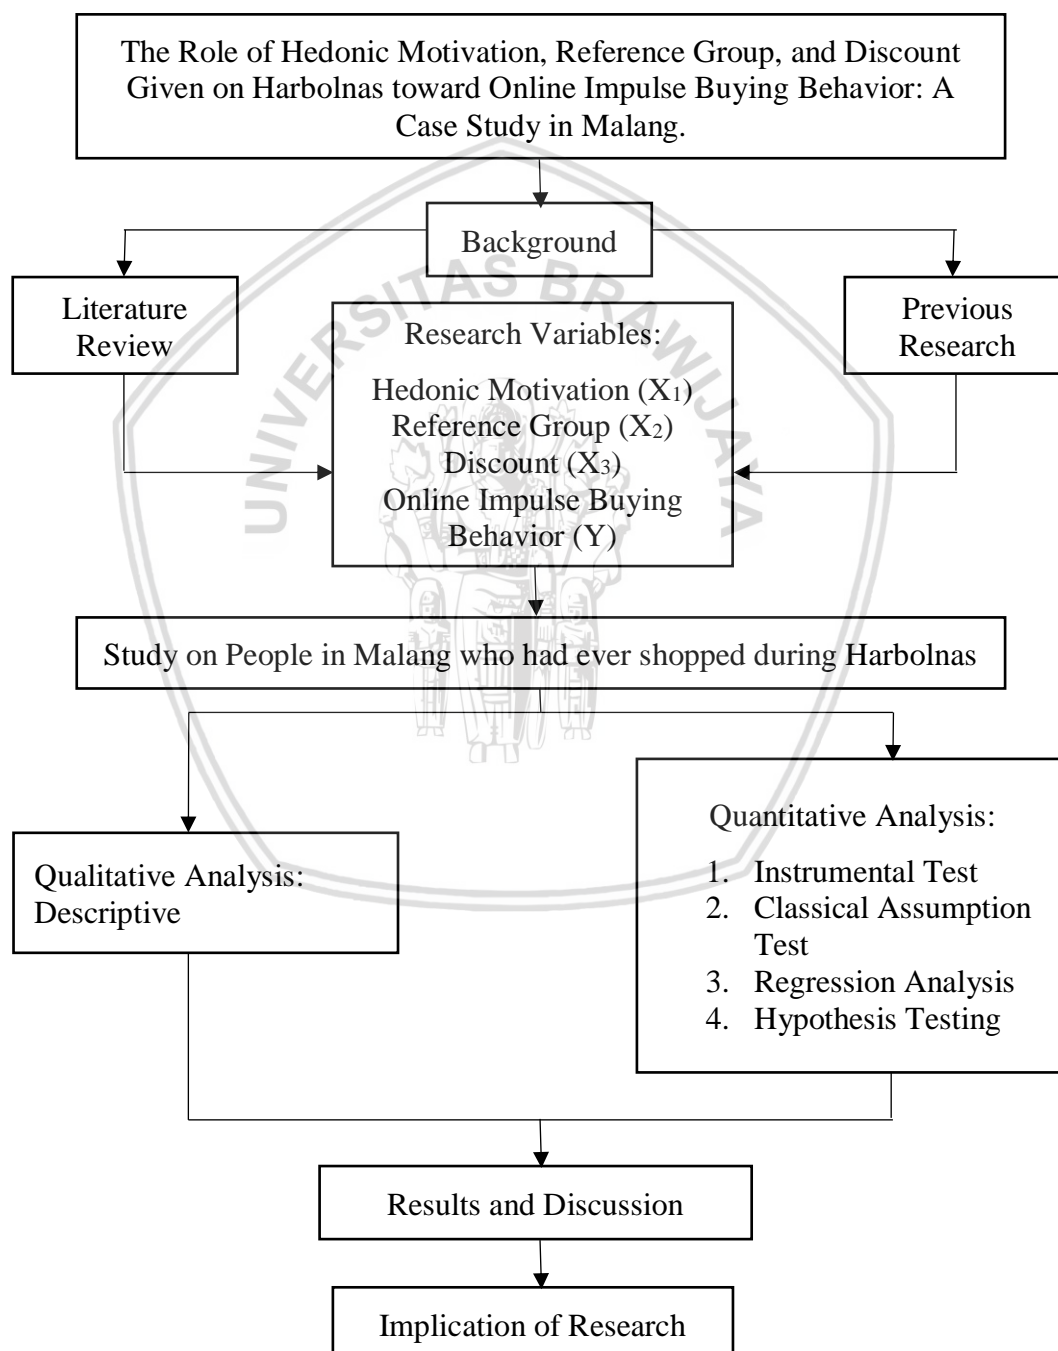 The Role of Hedonic Motivation, Reference Group, and Discount
Given on Harbolnas toward Online Impulse Buying Behavior: A
Case Study in Malang.
Background
Literature
Review
Previous
Research
UNIVERSITAS BRAWIJAYA
Research Variables:
Hedonic Motivation (X1)
Reference Group (X2)
Discount (X3)
Online Impulse Buying
Behavior (Y)
Study on People in Malang who had ever shopped during Harbolnas
Qualitative Analysis:
Descriptive
Quantitative Analysis:
1. Instrumental Test
2. Classical Assumption
Test
3. Regression Analysis
4. Hypothesis Testing
Results and Discussion
Implication of Research